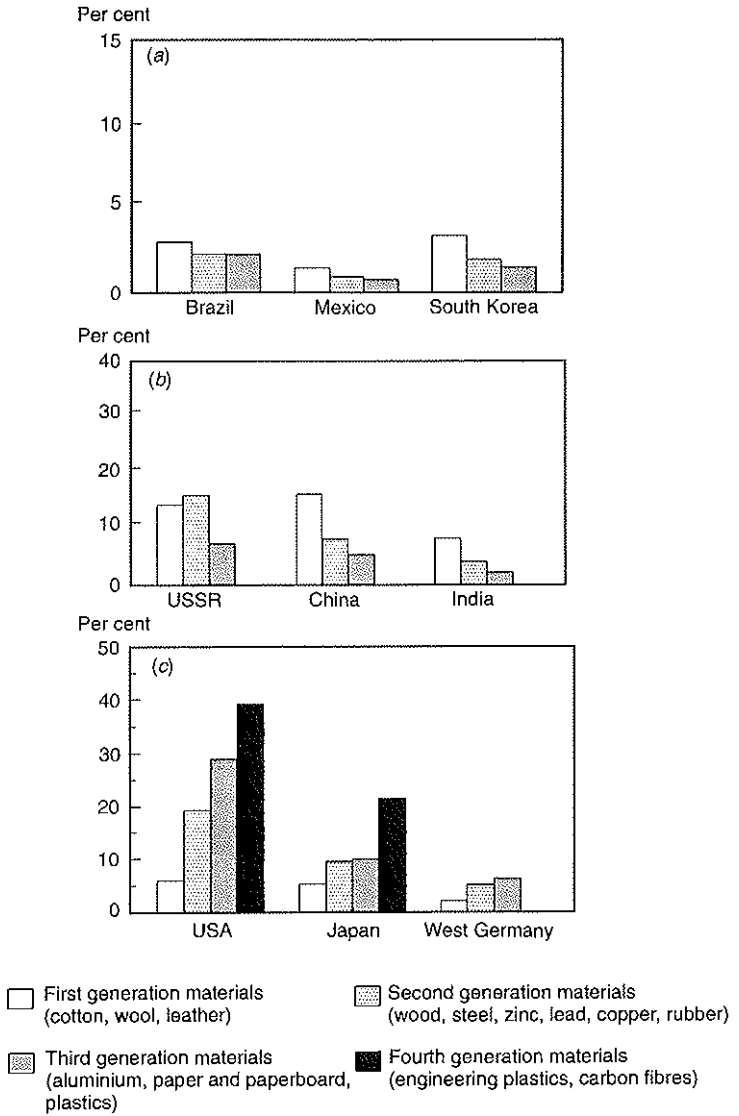 Per cent
15
(a)
10
5
0
Brazil Mexico South Korea
Per cent
40
(b)
30
20
10
0
USSR China India
Per cent
50
(c)
40
30
20
10
0
USA Japan West Germany
First generation materials
(cotton, wool, leather)
Second generation materials
(wood, steel, zinc, lead, copper, rubber)
Third generation materials
(aluminium, paper and paperboard,
plastics)
Fourth generation materials
(engineering plastics, carbon fibres)